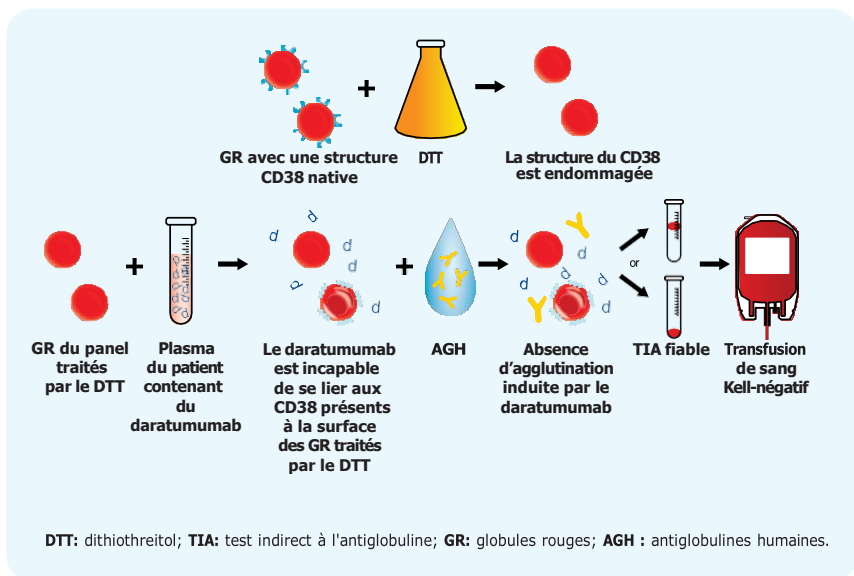 GR avec une structure
CD38 native
DTT
La structure du CD38
est endommagée
d
d
d
d
d
d
d
d
d
d
d
or
GR du panel
traités
par le DTT
Plasma
du patient
contenant
du
daratumumab
Le daratumumab
est incapable
de se lier aux
CD38 présents
à la surface
des GR traités
par le DTT
AGH
Absence
d'agglutination
induite par le
daratumumab
TIA fiable
Transfusion
de sang
Kell-négatif
DTT: dithiothreitol; TIA: test indirect à l'antiglobuline; GR: globules rouges; AGH : antiglobulines humaines.